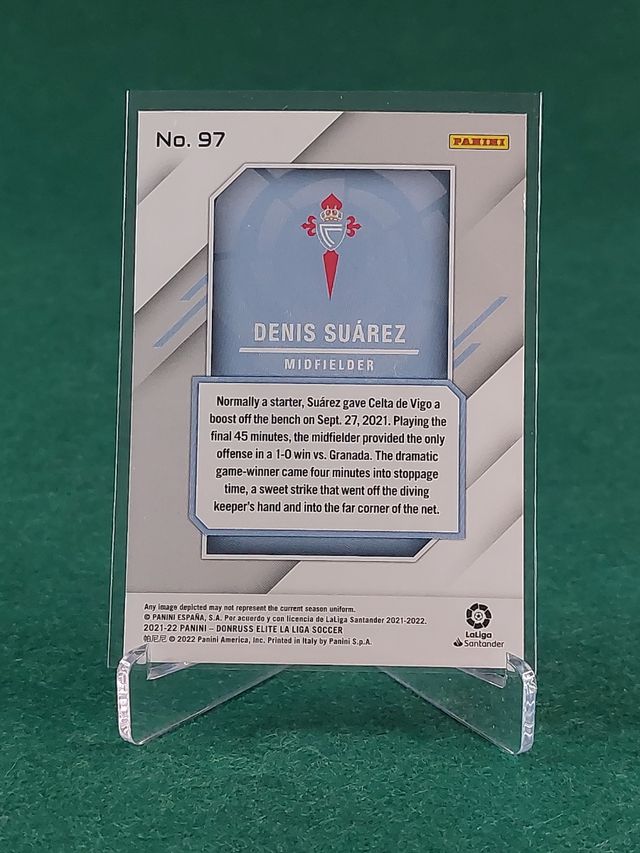 No. 97
PANINI
DENIS SUÁREZ
MIDFIELDER
Normally a starter, Suárez gave Celta de Vigo a
boost off the bench on Sept. 27, 2021. Playing the
final 45 minutes, the midfielder provided the only
offense in a 1-0 win vs. Granada. The dramatic
game-winner came four minutes into stoppage
time, a sweet strike that went off the diving
keeper's hand and into the far corner of the net.
Any image depicted may not represent the current season uniform.
© PANINI ESPAÑA, S.A. Por acuerdo y con licencia de LaLiga Santander 2021-2022.
2021-22 PANINI – DONRUSS ELITE LA LIGA SOCCER
帕尼尼 © 2022 Panini America, Inc. Printed in Italy by Panini S.p.A.
LaLiga
Santander